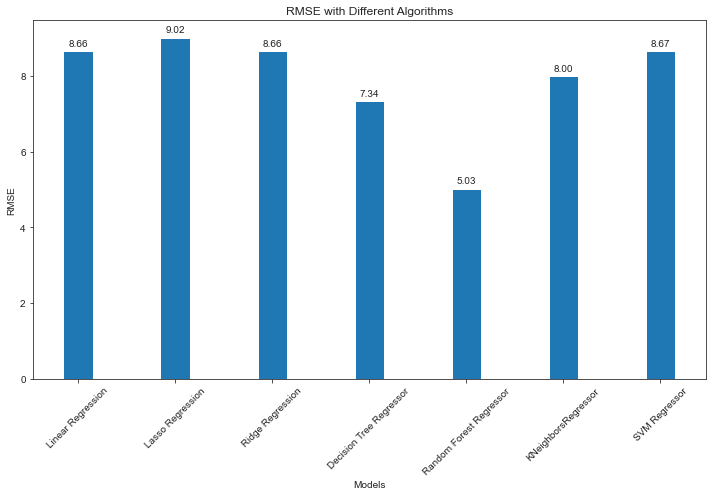 RMSE with Different Algorithms
8.66
9.02
8.66
7.34
5.03
8.00
8.67
8
6
4
2
0
RMSE
Linear Regression
Lasso Regression
Ridge Regression
Decision Tree Regressor
Random Forest Regressor
KNeighborsRegressor
SVM Regressor
Models